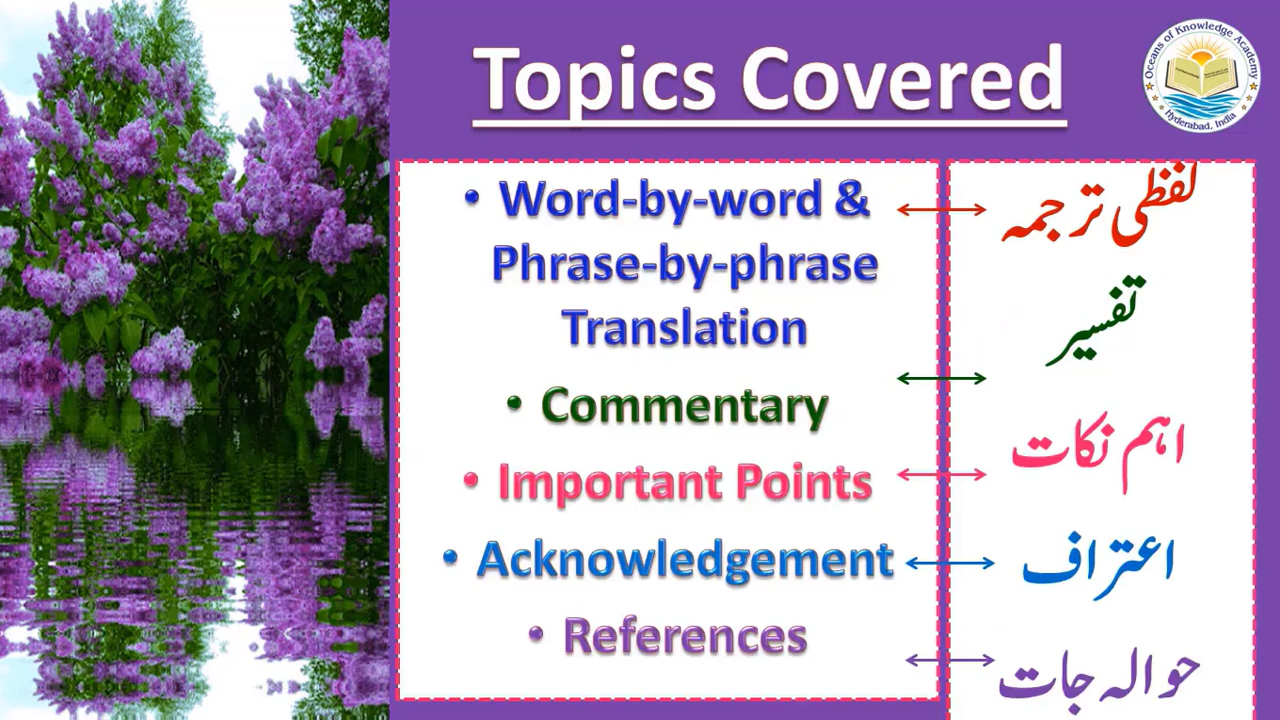 Topics Covered
Oceans of Knowledge Academy
Hyderabad, India
• Word-by-word &
Phrase-by-phrase
Translation
• Commentary
• Important Points
• Acknowledgement
• References
لفظی ترجمہ
تفسیر
اہم نکات
اعتراف
حوالہ جات